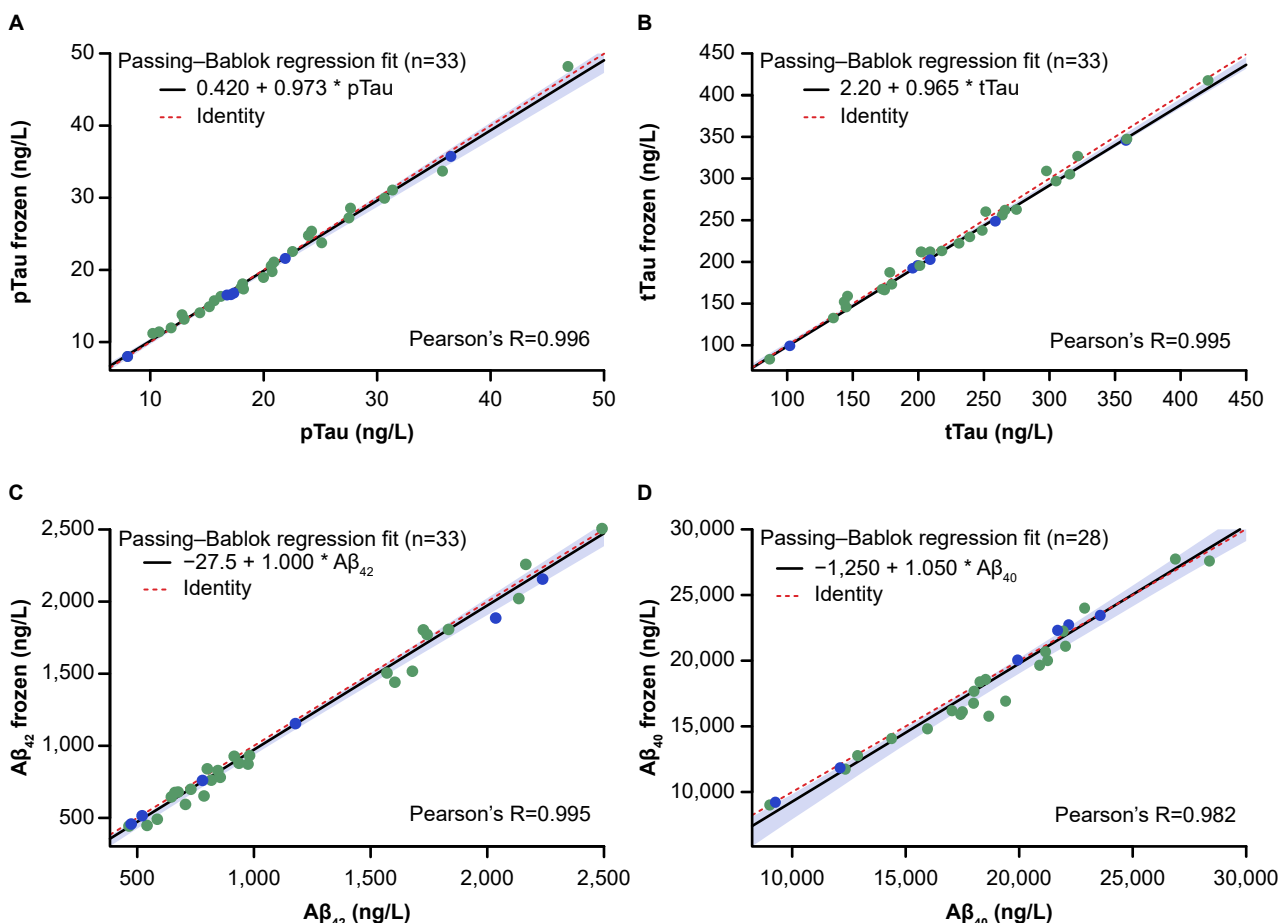 A
Passing–Bablok regression fit (n=33)
0.420 + 0.973 * pTau
Identity
50
40
30
20
10
pTau frozen (ng/L)
Pearson's R=0.996
10 20 30 40 50
pTau (ng/L)
B
Passing–Bablok regression fit (n=33)
2.20 + 0.965 * tTau
Identity
450
400
350
300
250
200
150
100
tTau frozen (ng/L)
Pearson's R=0.995
100 150 200 250 300 350 400 450
tTau (ng/L)
C
Passing–Bablok regression fit (n=33)
−27.5 + 1.000 * Aβ₄₂
Identity
2,500
2,000
1,500
1,000
500
Aβ₄₂ frozen (ng/L)
Pearson's R=0.995
500 1,000 1,500 2,000 2,500
Aβ₄₂ (ng/L)
D
Passing–Bablok regression fit (n=28)
−1,250 + 1.050 * Aβ₄₀
Identity
30,000
25,000
20,000
15,000
10,000
Aβ₄₀ frozen (ng/L)
Pearson's R=0.982
10,000 15,000 20,000 25,000 30,000
Aβ₄₀ (ng/L)